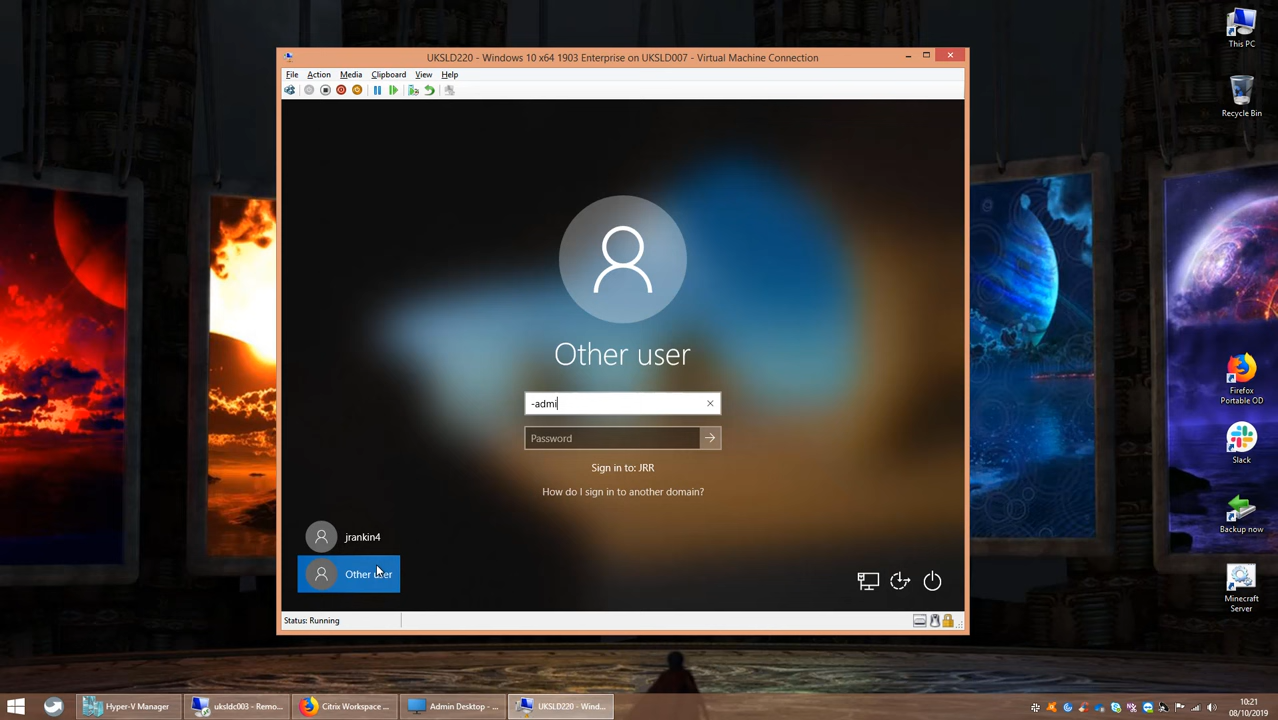 This PC
Recycle Bin
UKSLD220 - Windows 10 x64 1903 Enterprise on UKSLD007 - Virtual Machine Connection
File Action Media Clipboard View Help
Other user
-admi
Password
Sign in to: JRR
How do I sign in to another domain?
jrankin4
Other user
Status: Running
Firefox
Portable OD
Slack
Backup now
Minecraft
Server
Hyper-V Manager
uksldc003 - Remo...
Citrix Workspace ...
Admin Desktop - ...
UKSLD220 - Wind...
10:21
08/10/2019